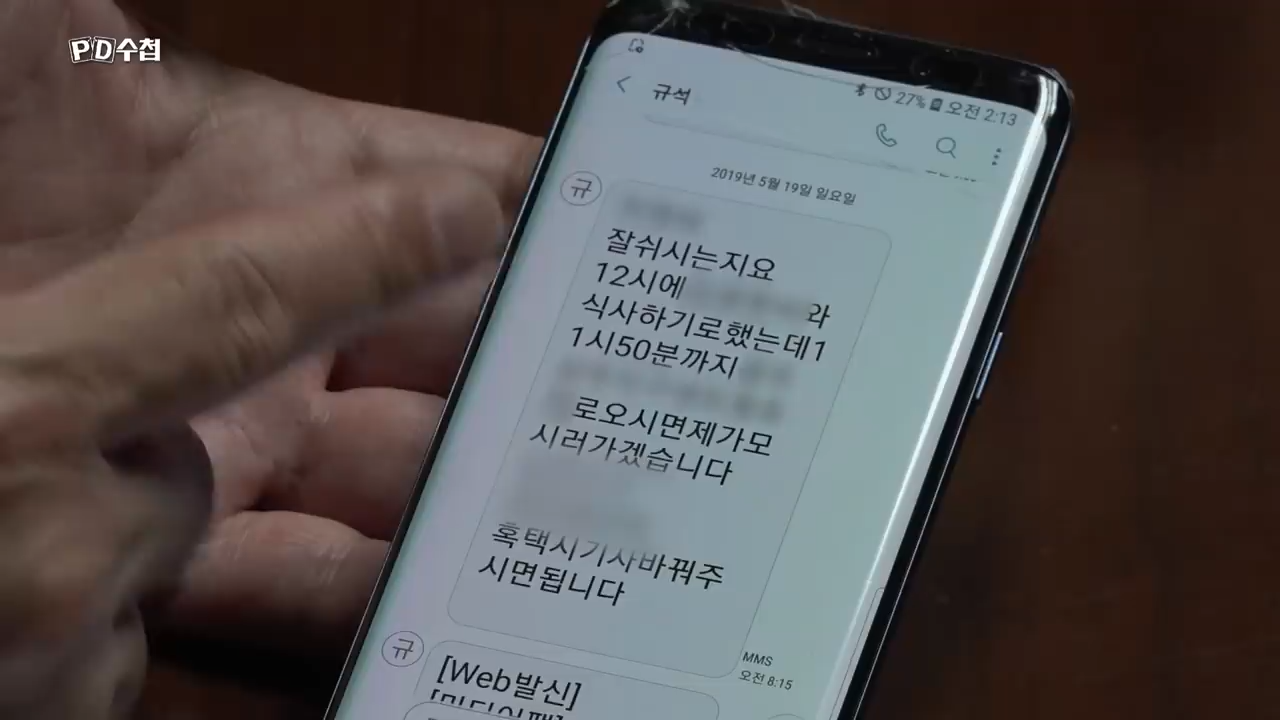 PD수첩
규석
27% 오전 2:13
2019년 5월 19일 일요일
규
잘쉬시는지요
12시에 와
식사하기로했는데1
1시50분까지
로오시면제가모
시러가겠습니다
혹택시기사바꿔주
시면됩니다
MMS
오전 8:15
규
[Web발신]